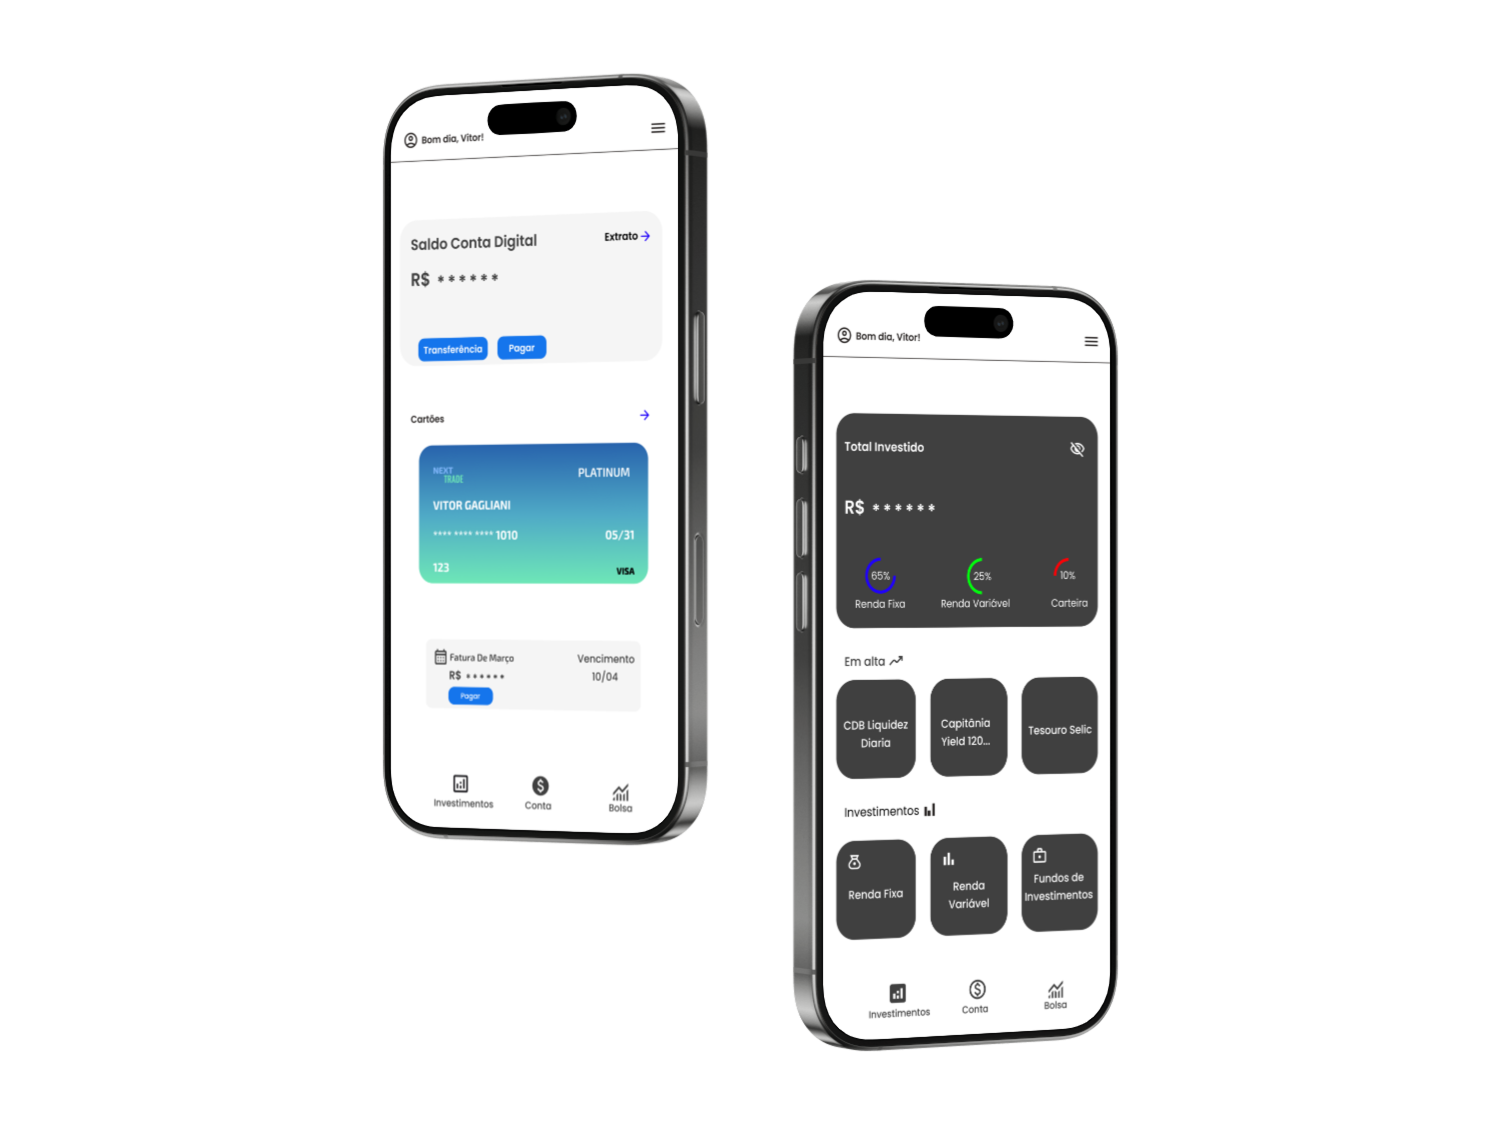 Bom dia, Vitor!
Saldo Conta Digital
Extrato
R$ ******
Transferência
Pagar
Cartões
NEXT
TRADE
PLATINUM
VITOR GAGLIANI
**** **** **** 1010
05/31
123
VISA
Fatura De Março
Vencimento
R$ ******
10/04
Pagar
Investimentos
Conta
Bolsa
Bom dia, Vitor!
Total Investido
R$ ******
65%
25%
10%
Renda Fixa
Renda Variável
Carteira
Em alta
CDB Liquidez
Diaria
Capitânia
Yield 120...
Tesouro Selic
Investimentos
Renda Fixa
Renda
Variável
Fundos de
Investimentos
Investimentos
Conta
Bolsa